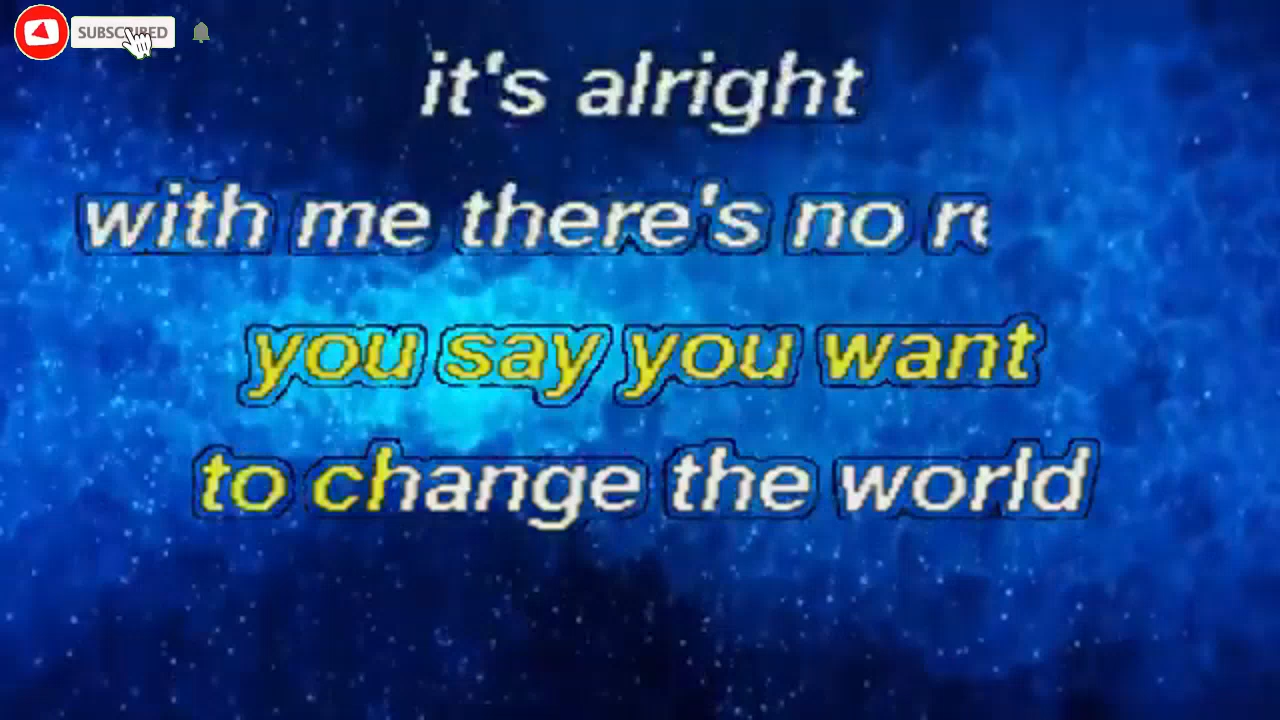 SUBSCRIBED
it's alright
with me there's no
you say you want
to change the world